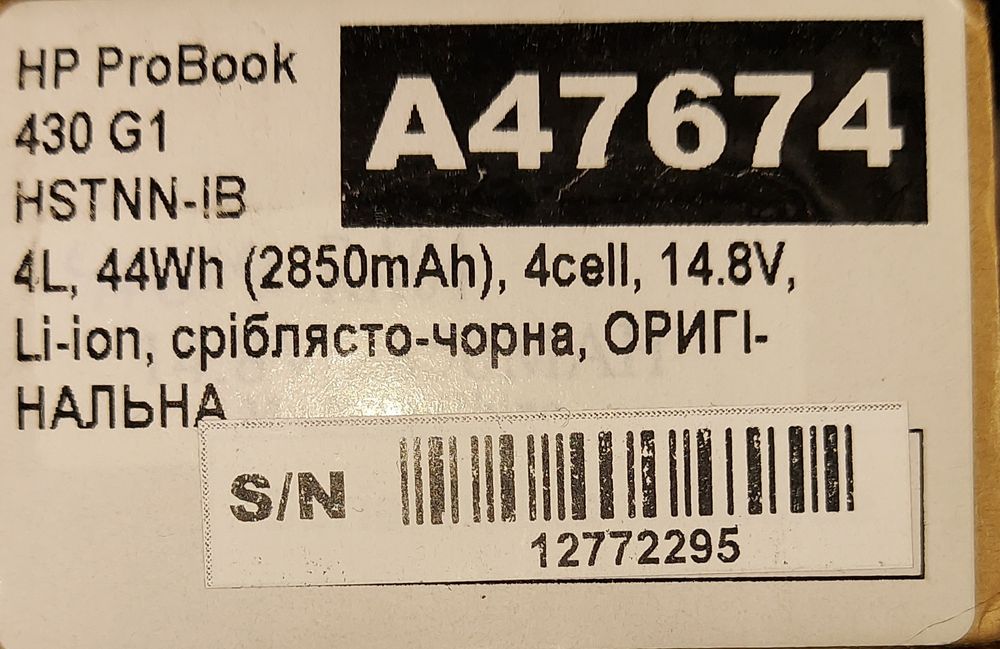 HP ProBook
430 G1
HSTNN-IB
4L, 44Wh (2850mAh), 4cell, 14.8V,
Li-ion, сріблясто-чорна, ОРИГІ-
НАЛЬНА
A47674
S/N
12772295